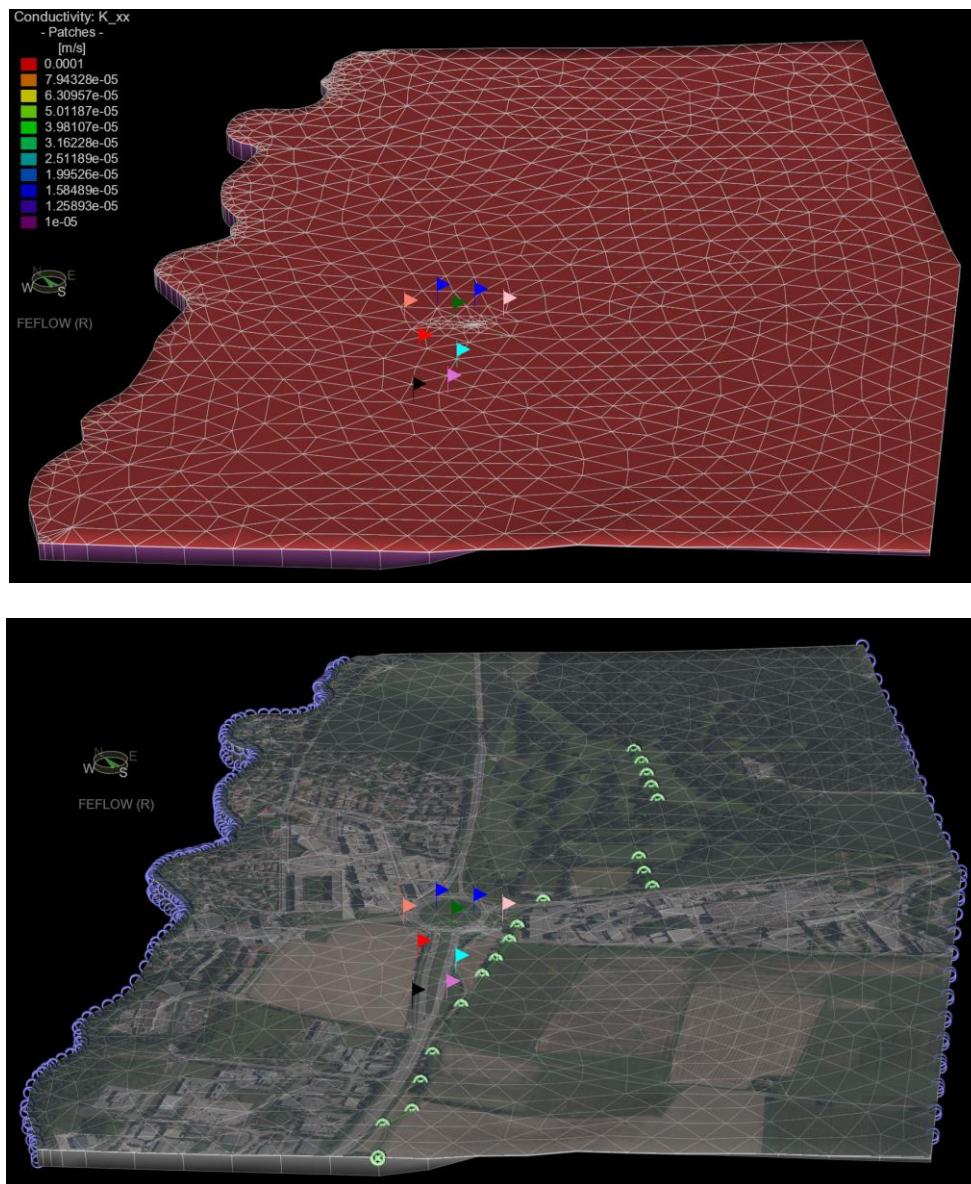 Conductivity: K_xx
- Patches -
[m/s]
0.0001
7.94328e-05
6.30957e-05
5.01187e-05
3.98107e-05
3.16228e-05
2.51189e-05
1.99526e-05
1.58489e-05
1.25893e-05
1e-05
N
E
W
S
FEFLOW (R)
N
E
W
S
FEFLOW (R)